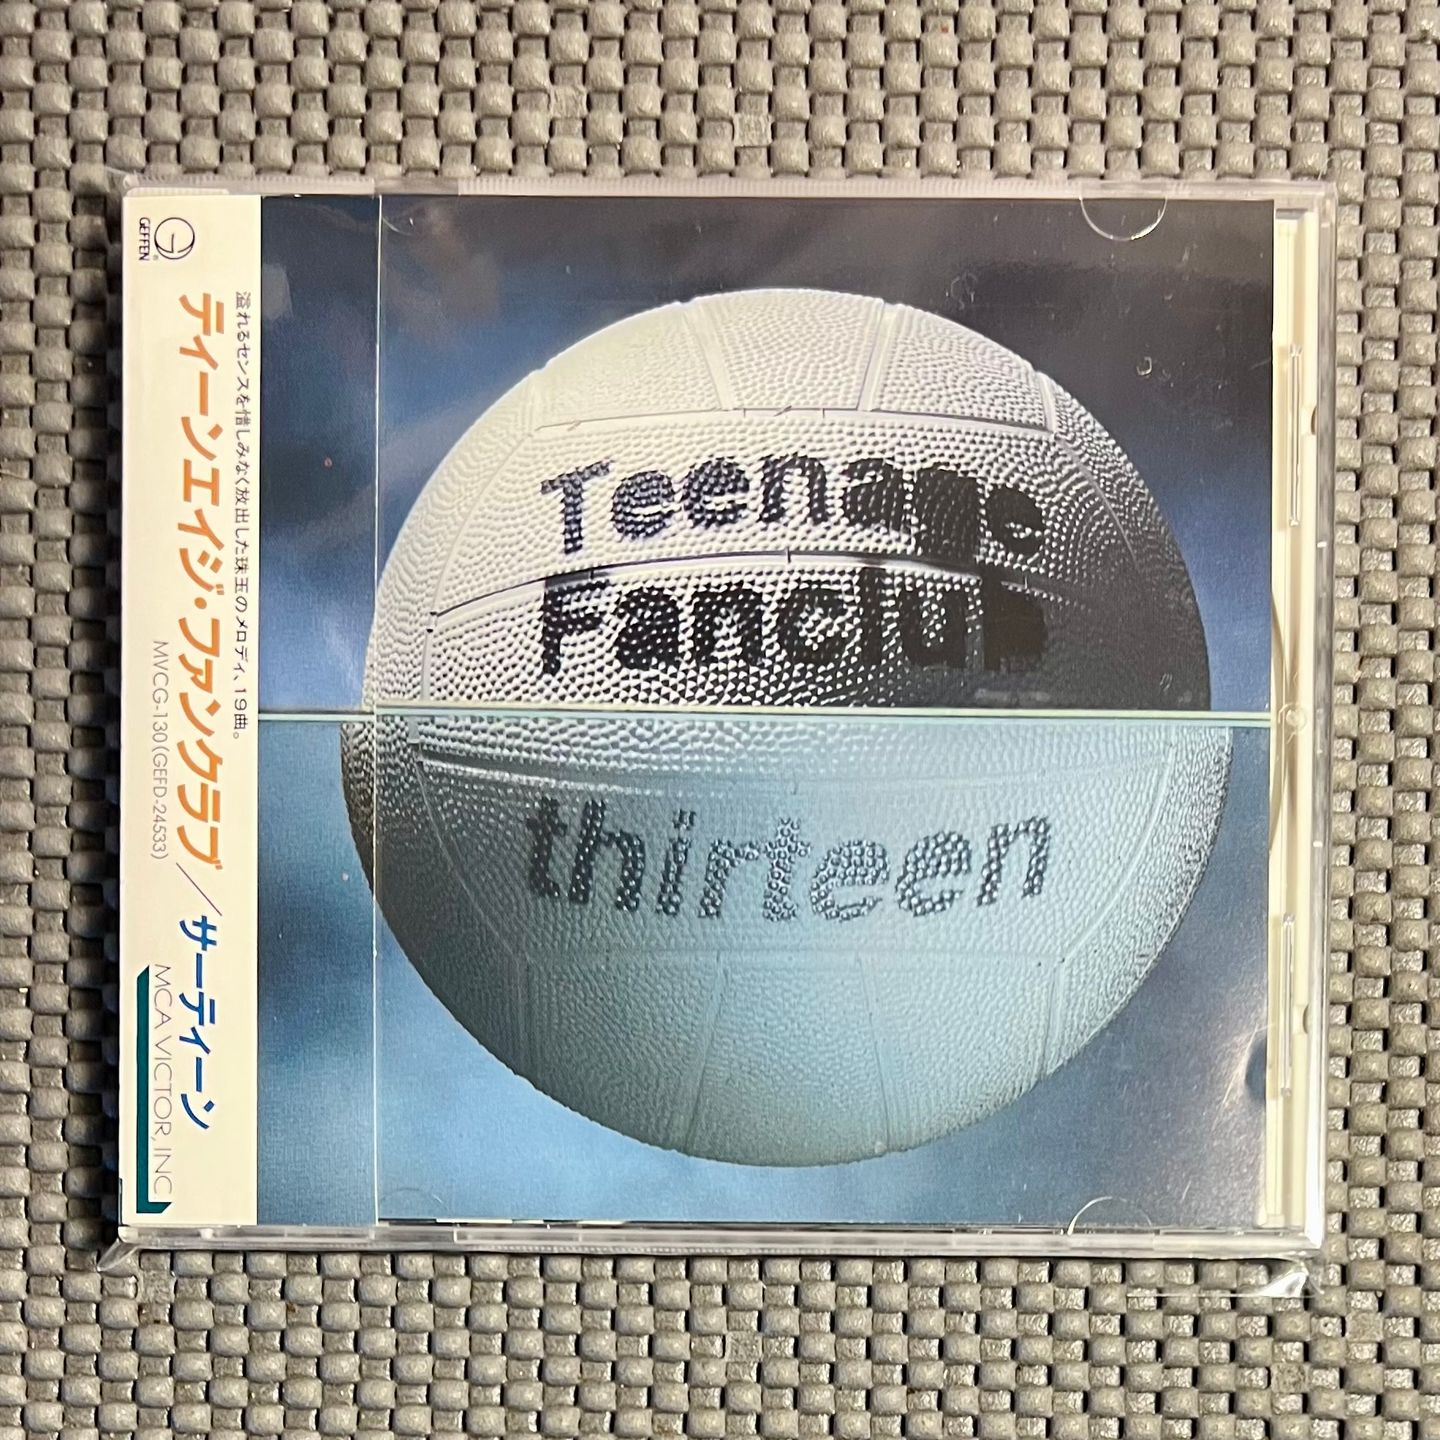 GEFFEN®
溢れるセンスを惜しみなく放出した珠玉のメロディ、19曲。
ティーンエイジ・ファンクラブ/サーティーン
MVCG-130(GEFD-24533)
MCA VICTOR, INC.
Teenage
Fanclub
thirteen